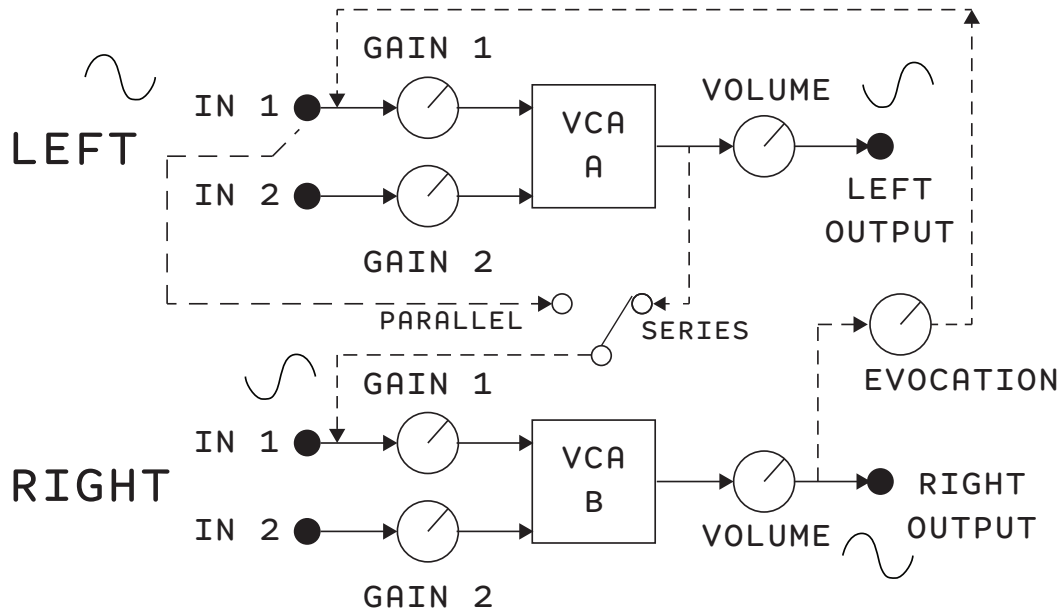 GAIN 1
IN 1
VCA
A
VOLUME
LEFT
IN 2
LEFT
OUTPUT
GAIN 2
PARALLEL
SERIES
EVOCATION
GAIN 1
IN 1
VCA
B
RIGHT
RIGHT
OUTPUT
IN 2
VOLUME
GAIN 2